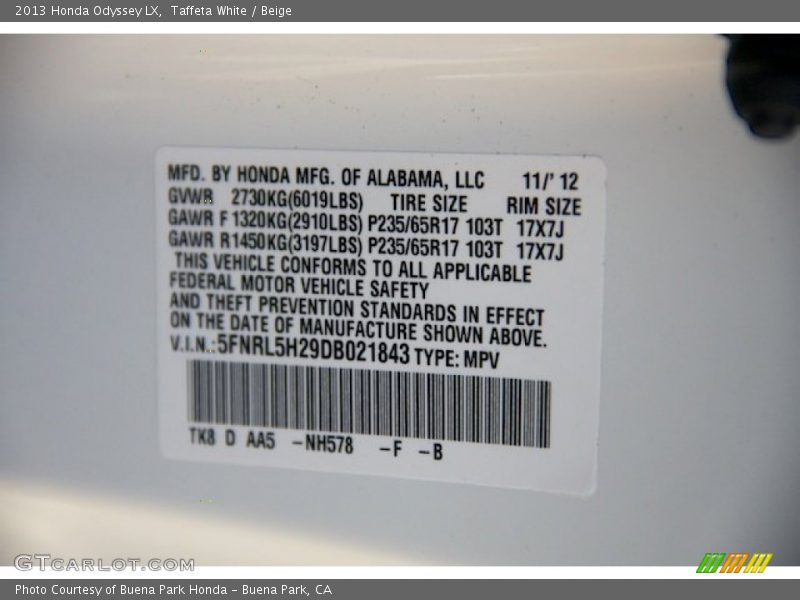 2013 Honda Odyssey LX, Taffeta White / Beige
MFD. BY HONDA MFG. OF ALABAMA, LLC 11/' 12
GVWR 2730KG(6019LBS) TIRE SIZE RIM SIZE
GAWR F 1320KG(2910LBS) P235/65R17 103T 17X7J
GAWR R1450KG(3197LBS) P235/65R17 103T 17X7J
THIS VEHICLE CONFORMS TO ALL APPLICABLE
FEDERAL MOTOR VEHICLE SAFETY
AND THEFT PREVENTION STANDARDS IN EFFECT
ON THE DATE OF MANUFACTURE SHOWN ABOVE.
V.I.N.:5FNRL5H29DB021843 TYPE: MPV
TK8 D AA5 -NH578 -F -B
GTCARLOT.COM
Photo Courtesy of Buena Park Honda - Buena Park, CA